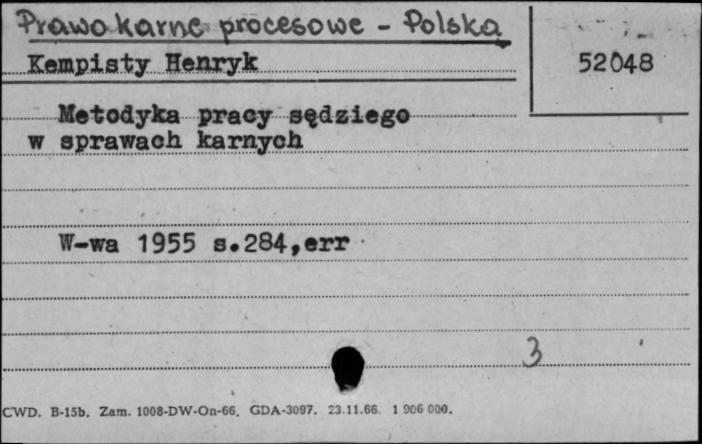 Prawo karne procesowe - Polska
Kempisty Henryk
52048
Metodyka pracy sędziego
w sprawach karnych
W-wa 1955 s.284,err
3
CWD. B-15b. Zam. 1008-DW-On-66. GDA-3097. 23.11.66. 1 906 000.